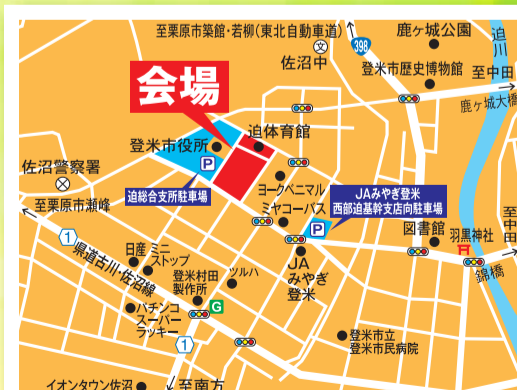 至栗原市築館・若柳(東北自動車道)
398
鹿ヶ城公園
迫川
文
佐沼中
登米市歴史博物館
至中田
鹿ヶ城大橋
会場
登米市役所
迫体育館
P
佐沼警察署
迫総合支所駐車場
ヨークベニマル
JAみやぎ登米
西部迫基幹支店向駐車場
至栗原市瀬峰
ミヤコーバス
P
図書館
羽黒神社
至中田
1
県道古川・佐沼線
日産
ミニ
ストップ
JA
みやぎ
登米
錦橋
登米村田
製作所
ツルハ
パチンコ
スーパー
ラッキー
G
1
登米市立
登米市民病院
イオンタウン佐沼
至南方